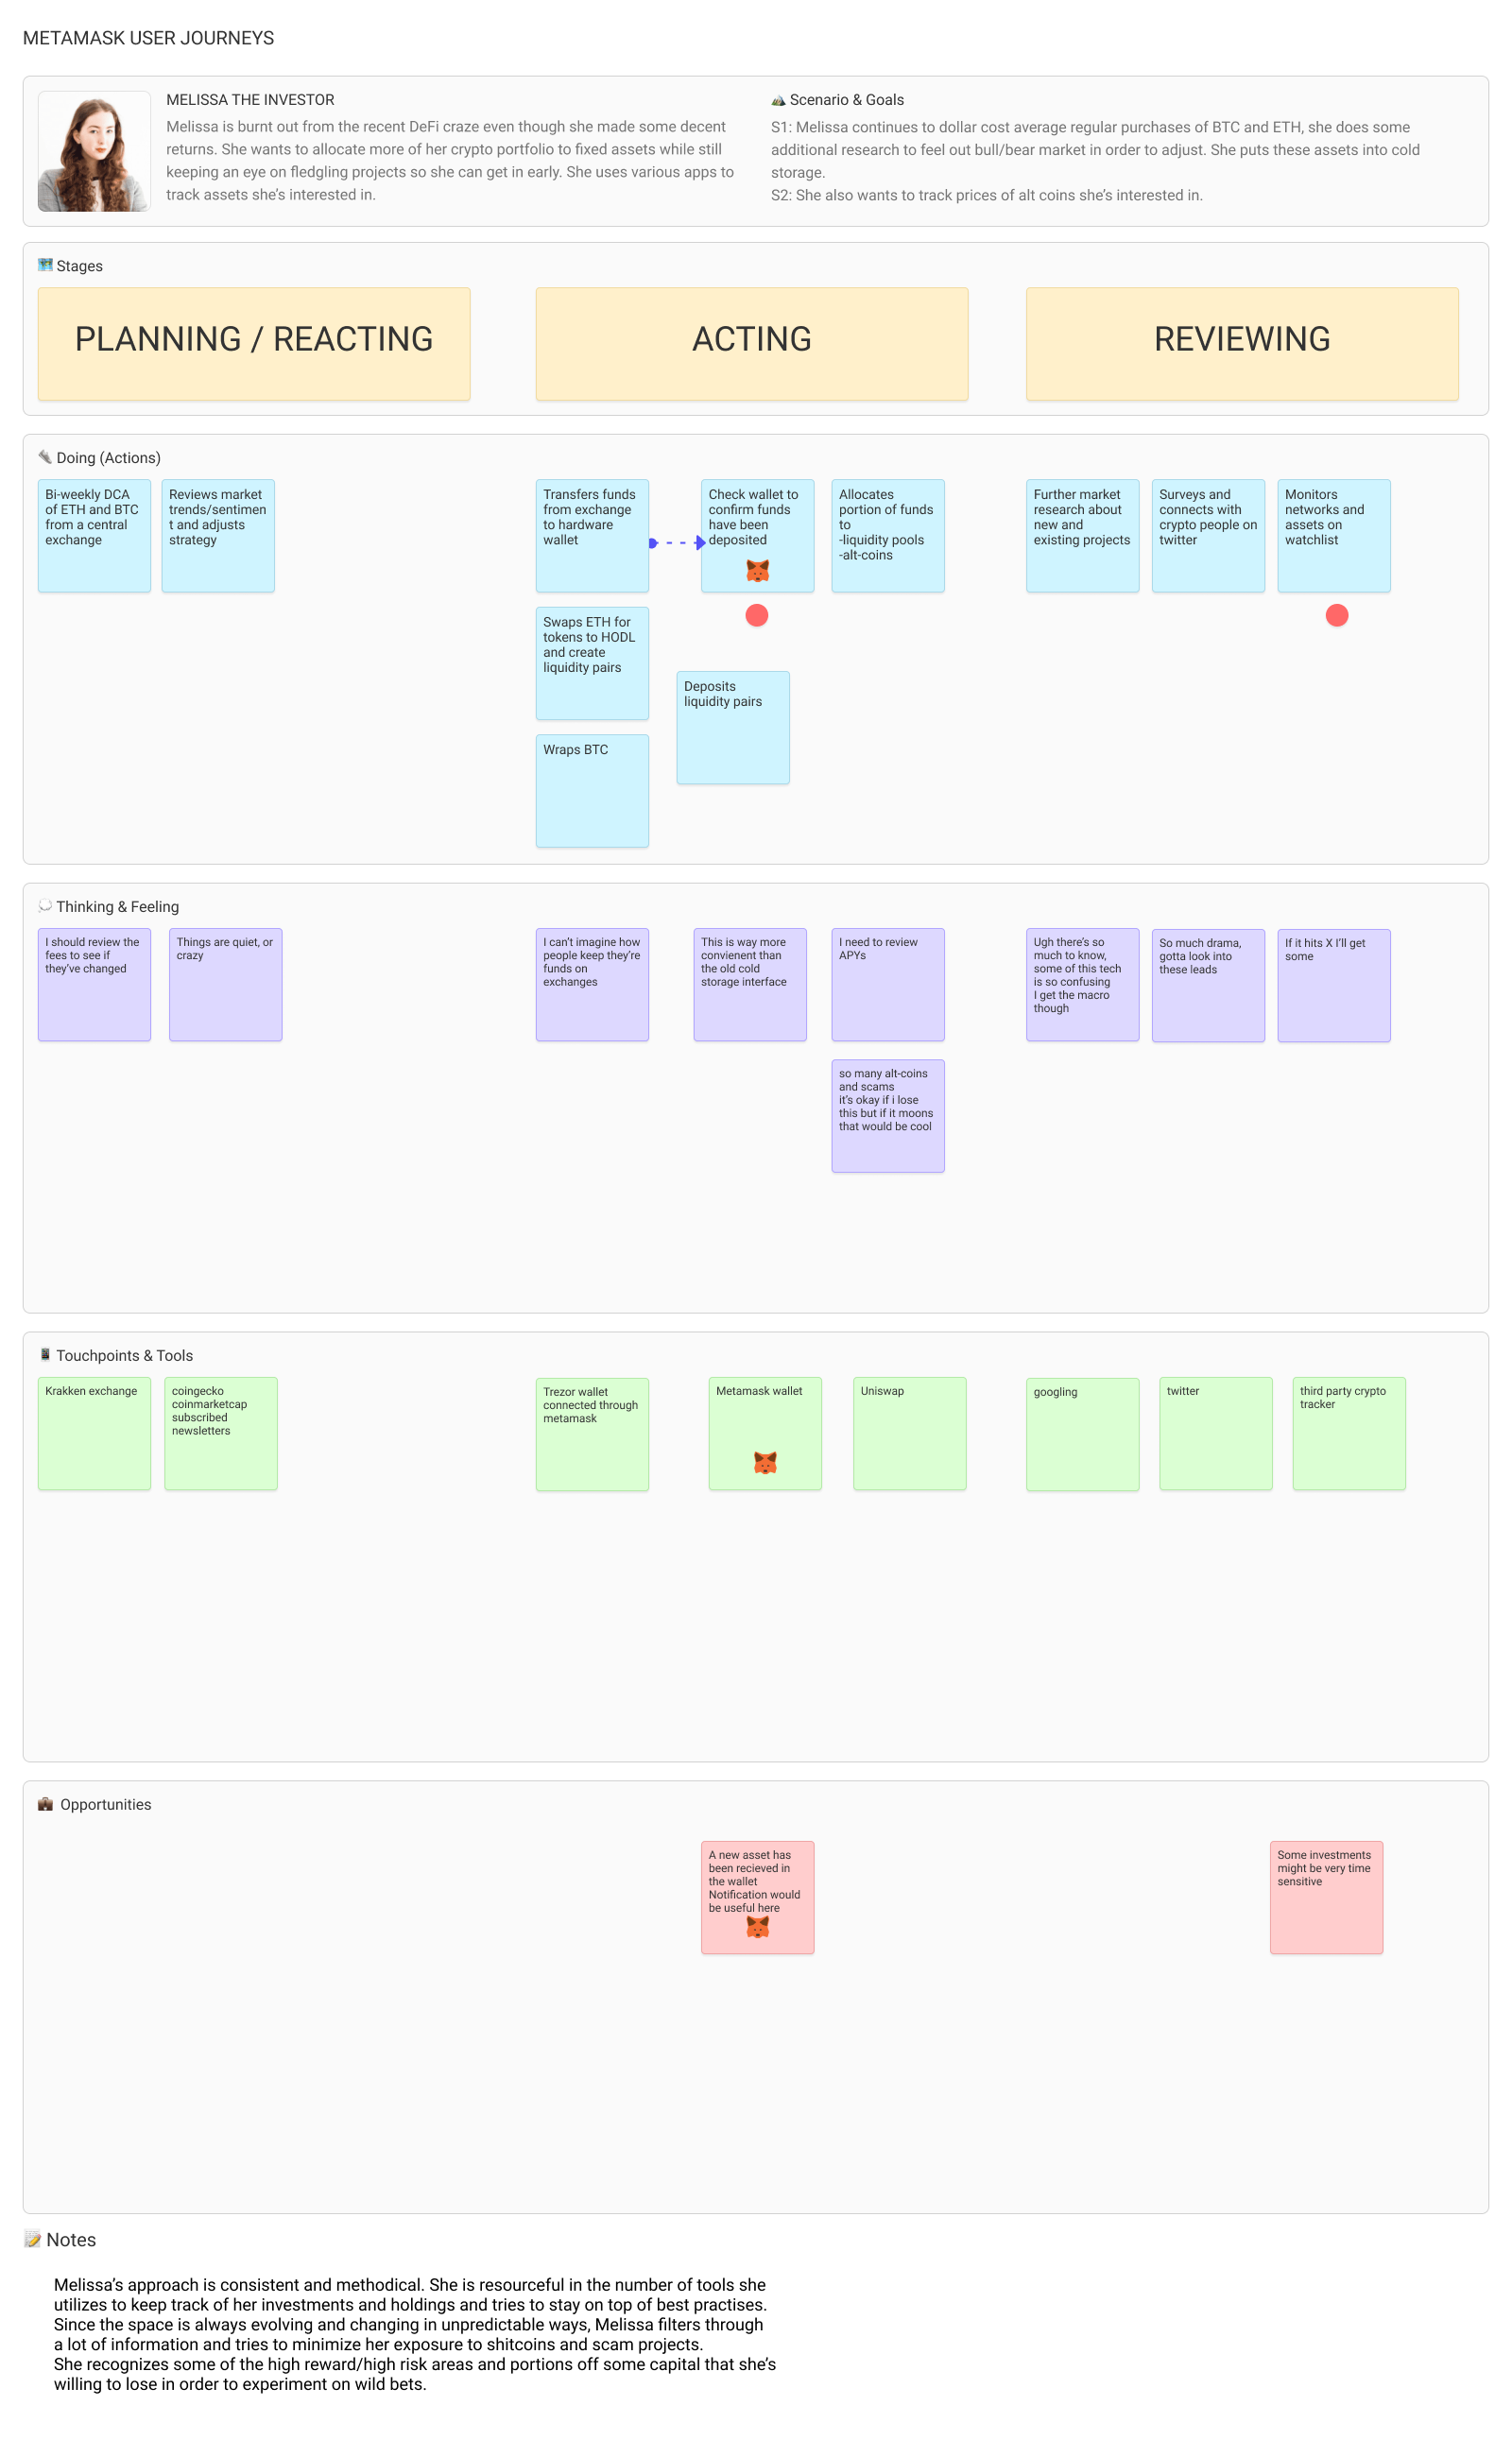 METAMASK USER JOURNEYS
MELISSA THE INVESTOR
Melissa is burnt out from the recent DeFi craze even though she made some decent
returns. She wants to allocate more of her crypto portfolio to fixed assets while still
keeping an eye on fledgling projects so she can get in early. She uses various apps to
track assets she's interested in.
Scenario & Goals
S1: Melissa continues to dollar cost average regular purchases of BTC and ETH, she does some
additional research to feel out bull/bear market in order to adjust. She puts these assets into cold
storage.
S2: She also wants to track prices of alt coins she's interested in.
Stages
PLANNING / REACTING
ACTING
REVIEWING
Doing (Actions)
Bi-weekly DCA
of ETH and BTC
from a central
exchange
Reviews market
trends/sentimen
t and adjusts
strategy
Transfers funds
from exchange
to hardware
wallet
Check wallet to
confirm funds
have been
deposited
Allocates
portion of funds
to
-liquidity pools
-alt-coins
Further market
research about
new and
existing projects
Surveys and
connects with
crypto people on
twitter
Monitors
networks and
assets on
watchlist
Swaps ETH for
tokens to HODL
and create
liquidity pairs
Deposits
liquidity pairs
Wraps BTC
Thinking & Feeling
I should review the
fees to see if
they've changed
Things are quiet, or
crazy
I can't imagine how
people keep they're
funds on
exchanges
This is way more
convienent than
the old cold
storage interface
I need to review
APYs
Ugh there's so
much to know,
some of this tech
is so confusing
I get the macro
though
So much drama,
gotta look into
these leads
If it hits X I'll get
some
so many alt-coins
and scams
it's okay if i lose
this but if it moons
that would be cool
Touchpoints & Tools
Krakken exchange
coingecko
coinmarketcap
subscribed
newsletters
Trezor wallet
connected through
metamask
Metamask wallet
Uniswap
googling
twitter
third party crypto
tracker
Opportunities
A new asset has
been recieved in
the wallet
Notification would
be useful here
Some investments
might be very time
sensitive
Notes
Melissa's approach is consistent and methodical. She is resourceful in the number of tools she
utilizes to keep track of her investments and holdings and tries to stay on top of best practises.
Since the space is always evolving and changing in unpredictable ways, Melissa filters through
a lot of information and tries to minimize her exposure to shitcoins and scam projects.
She recognizes some of the high reward/high risk areas and portions off some capital that she's
willing to lose in order to experiment on wild bets.